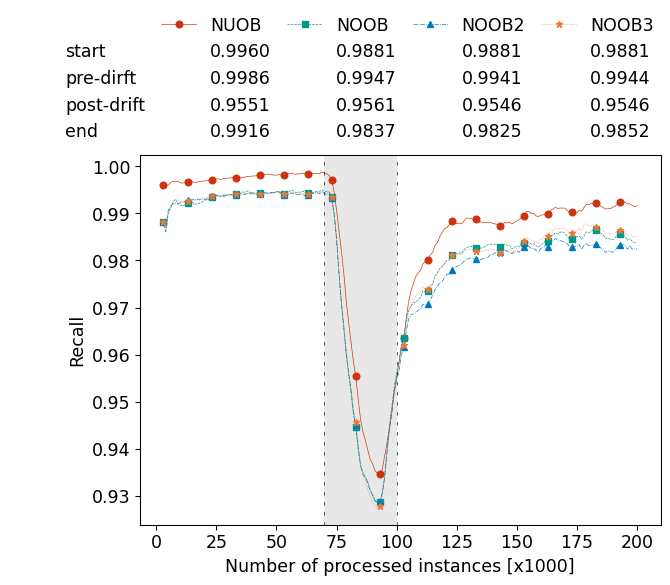 NUOB NOOB NOOB2 NOOB3
start 0.9960 0.9881 0.9881 0.9881
pre-dirft 0.9986 0.9947 0.9941 0.9944
post-drift 0.9551 0.9561 0.9546 0.9546
end 0.9916 0.9837 0.9825 0.9852
1.00
0.99
0.98
0.97
0.96
0.95
0.94
0.93
Recall
0 25 50 75 100 125 150 175 200
Number of processed instances [x1000]